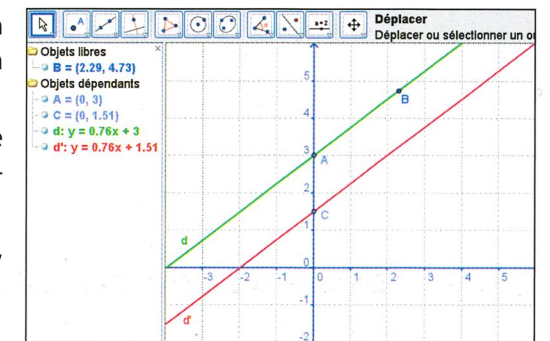 A
a=2
Déplacer
Déplacer ou sélectionner un o
Objets libres
B = (2.29, 4.73)
Objets dépendants
A = (0, 3)
C = (0, 1.51)
d: y = 0.76x + 3
d': y = 0.76x + 1.51
5
B
4
3
A
2
C
1
d
0
-3 -2 -1 0 1 2 3 4 5
-1
d'
-2